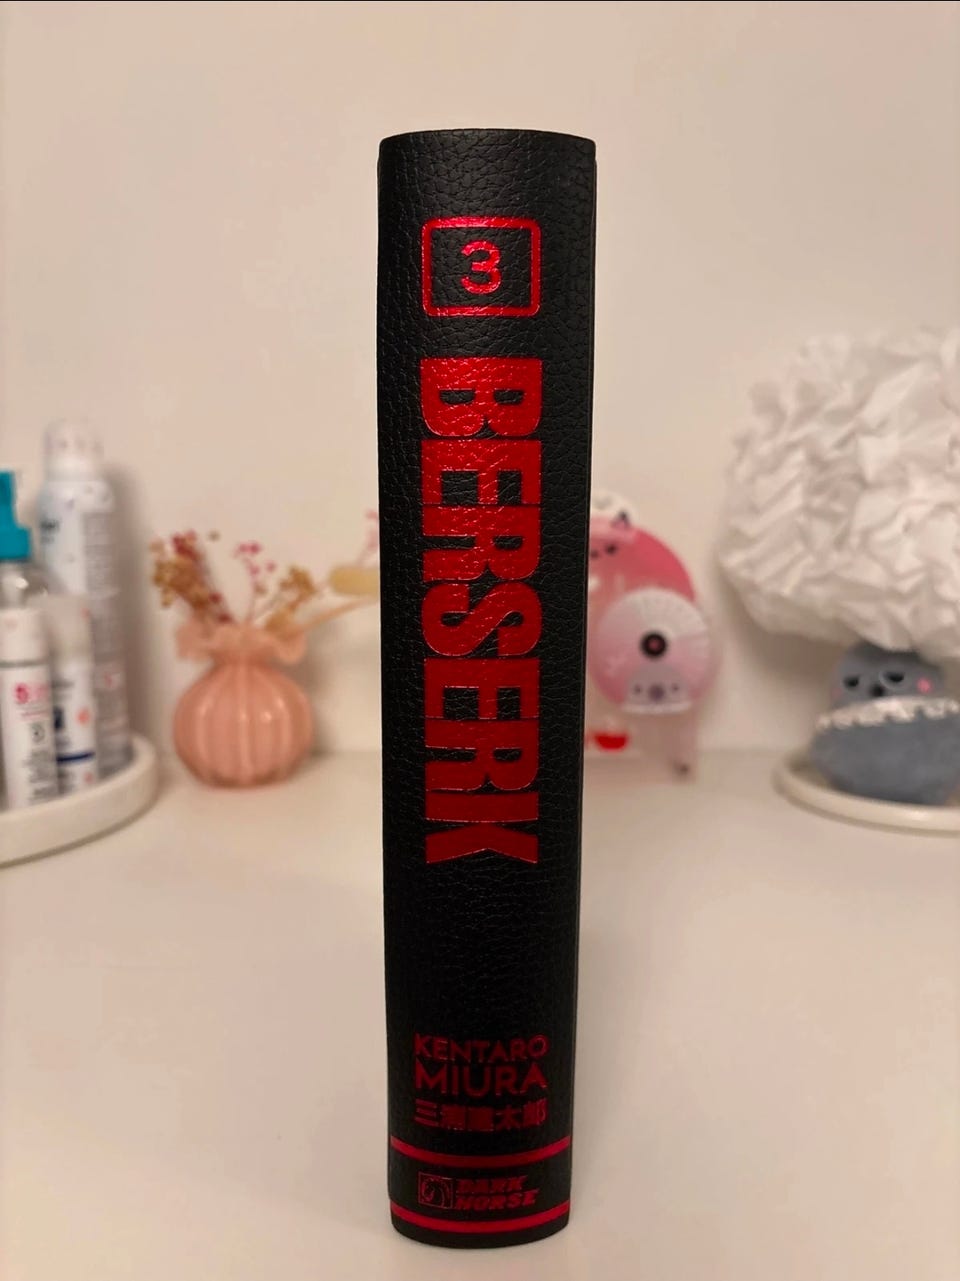 3
BERSERK
KENTARO
MIURA
三浦建太郎
DARK
HORSE